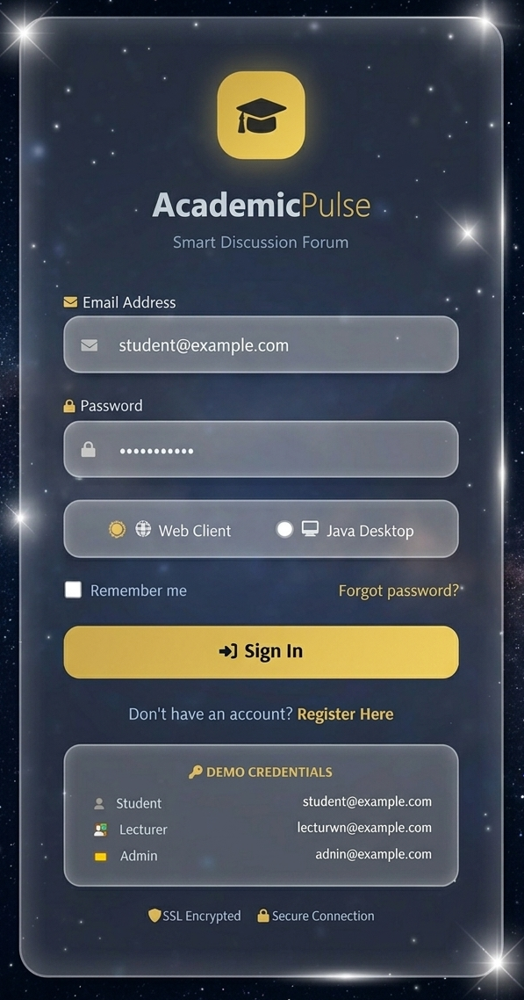 AcademicPulse
Smart Discussion Forum
Email Address
student@example.com
Password
•••••••••••
Web Client Java Desktop
Remember me Forgot password?
Sign In
Don't have an account? Register Here
DEMO CREDENTIALS
Student student@example.com
Lecturer lecturwn@example.com
Admin adnin@example.com
SSL Encrypted Secure Connection